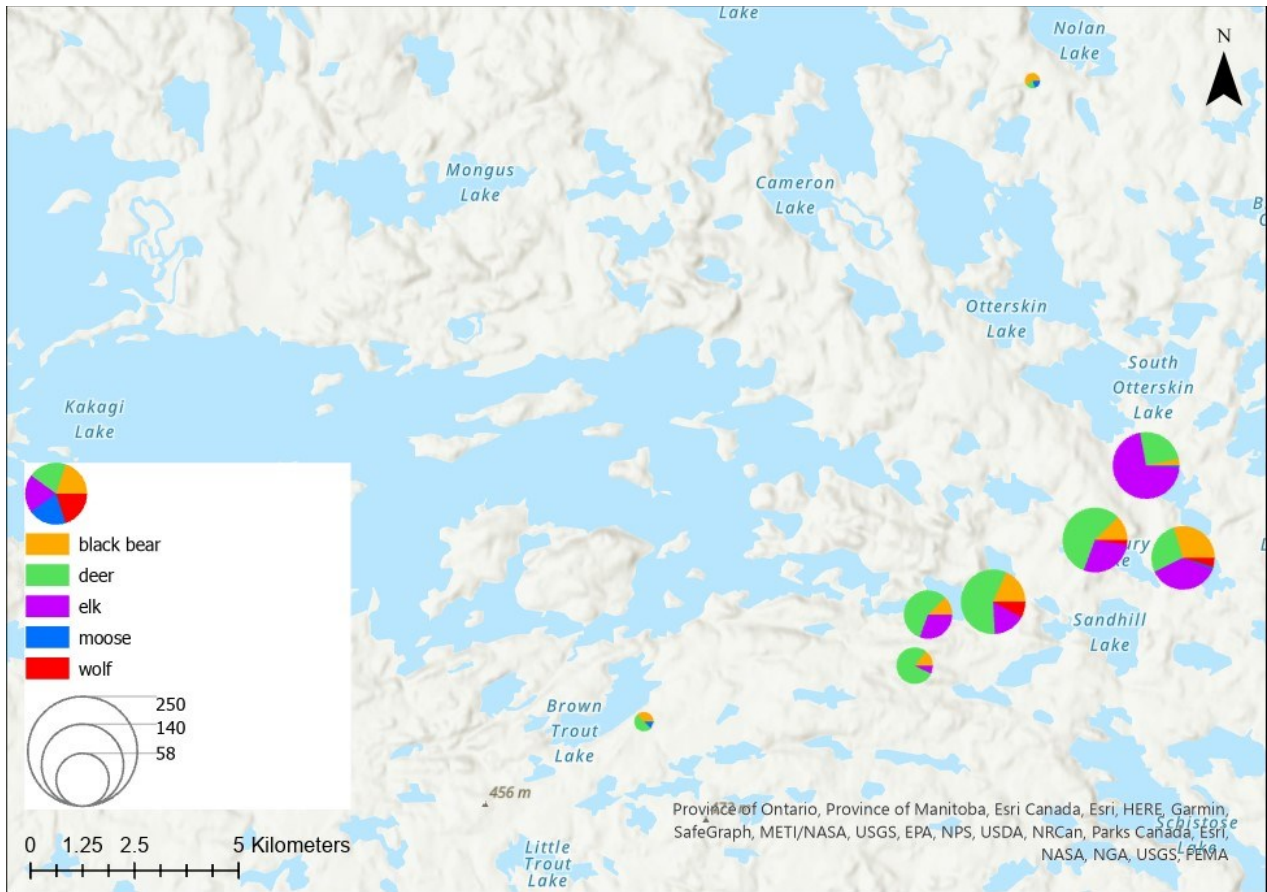 Lake
Nolan
Lake
N
Mongus
Lake
Cameron
Lake
Otterskin
Lake
South
Otterskin
Lake
Kakagi
Lake
black bear
deer
elk
moose
wolf
Sandhill
Lake
250
140
58
Brown
Trout
Lake
456 m
Little
Trout
Lake
Province of Ontario, Province of Manitoba, Esri Canada, Esri, HERE, Garmin,
SafeGraph, METI/NASA, USGS, EPA, NPS, USDA, NRCan, Parks Canada, Esri,
NASA, NGA, USGS, FEMA
Schistose
Lake
0 1.25 2.5 5 Kilometers